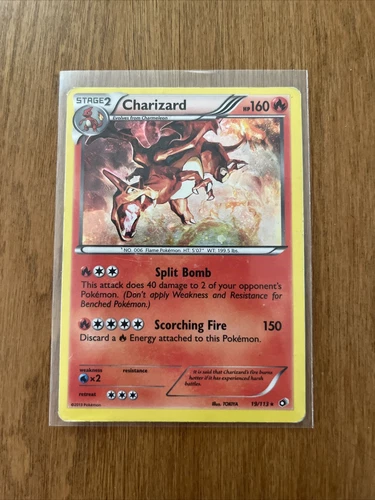 STAGE2
Charizard
HP160
Evolves from Charmeleon
NO. 006 Flame Pokémon HT: 5'07" WT: 199.5 lbs.
Split Bomb
This attack does 40 damage to 2 of your opponent's
Pokémon. (Don't apply Weakness and Resistance for
Benched Pokémon.)
Scorching Fire 150
Discard a Energy attached to this Pokémon.
weakness resistance
×2
retreat
It is said that Charizard's fire burns
hotter if it has experienced harsh
battles.
©2013 Pokémon
Illus. TOKIYA
19/113 ★